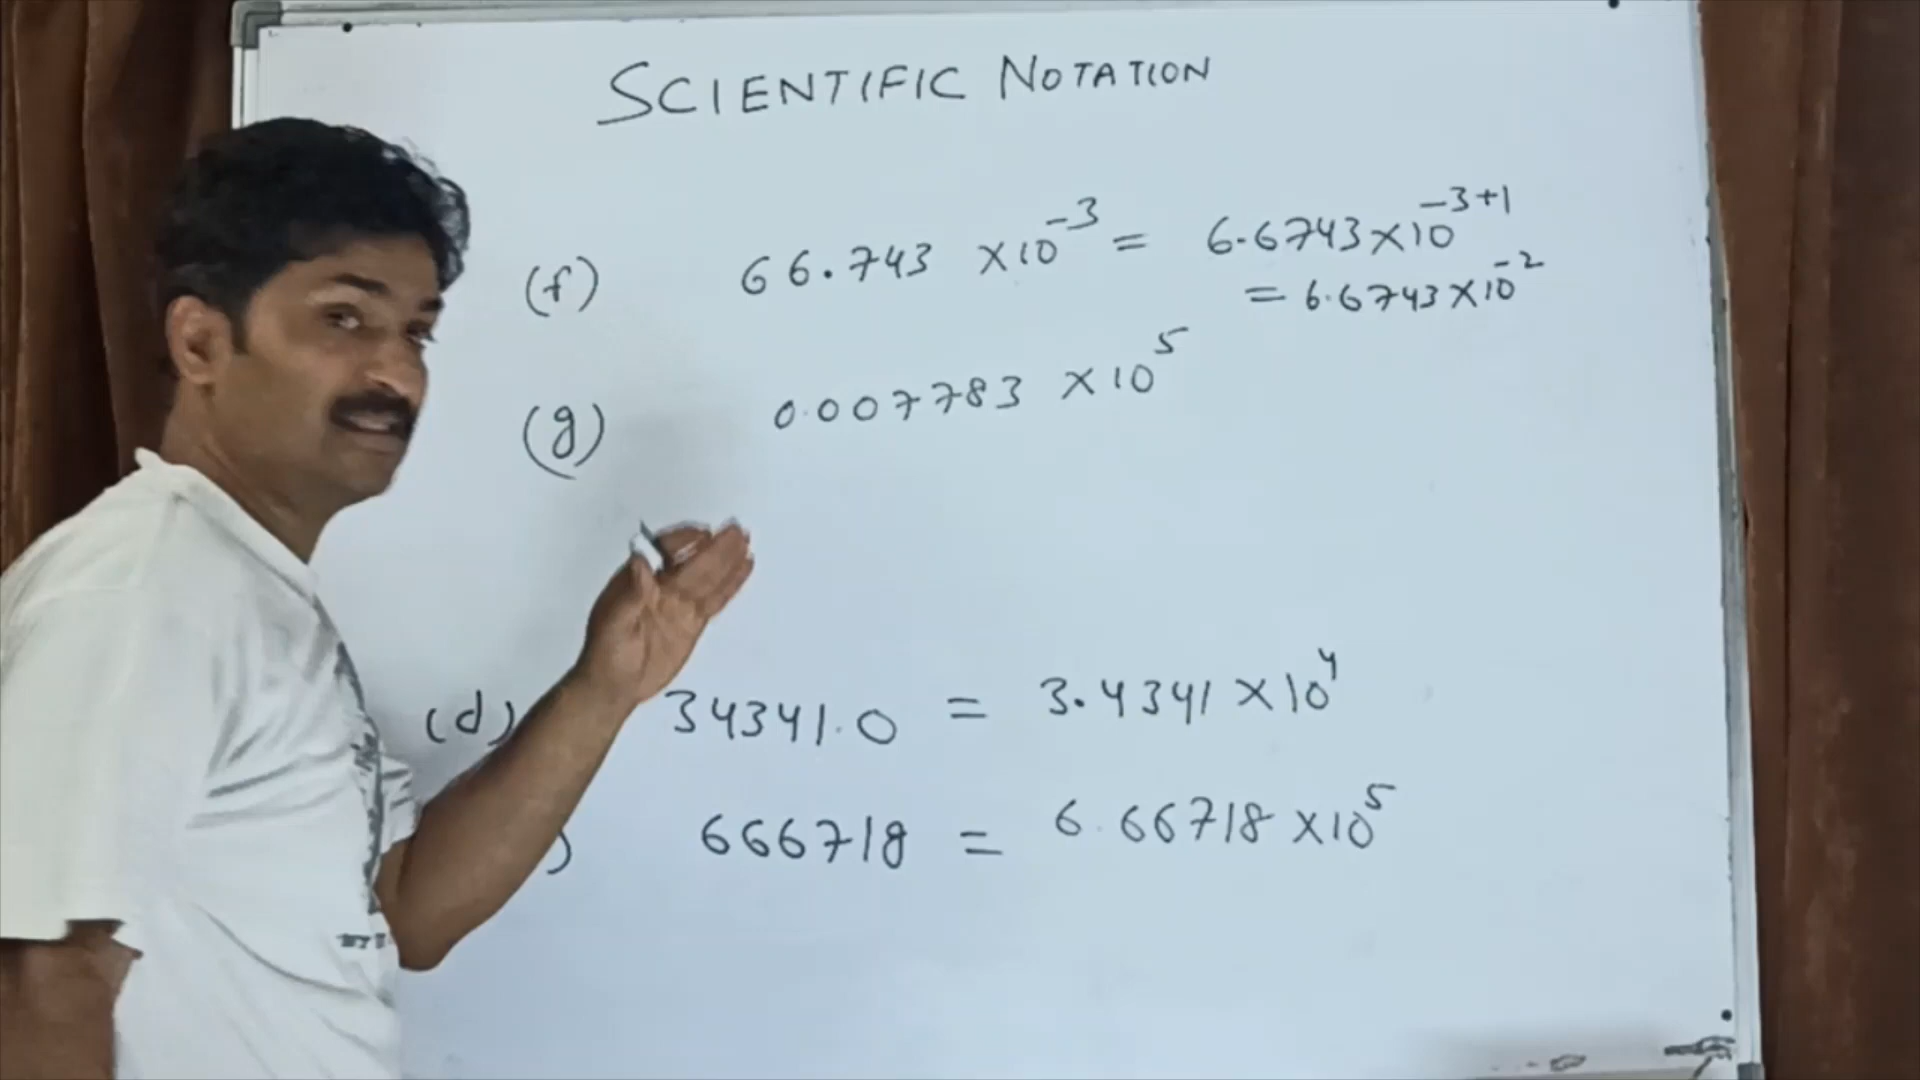 SCIENTIFIC NOTATION
(f) 66.743 ×10⁻³ = 6.6743×10⁻³⁺¹
= 6.6743×10⁻²
(g) 0.007783 ×10⁵
(d) 34341.0 = 3.4341 ×10⁴
) 666718 = 6.66718 ×10⁵